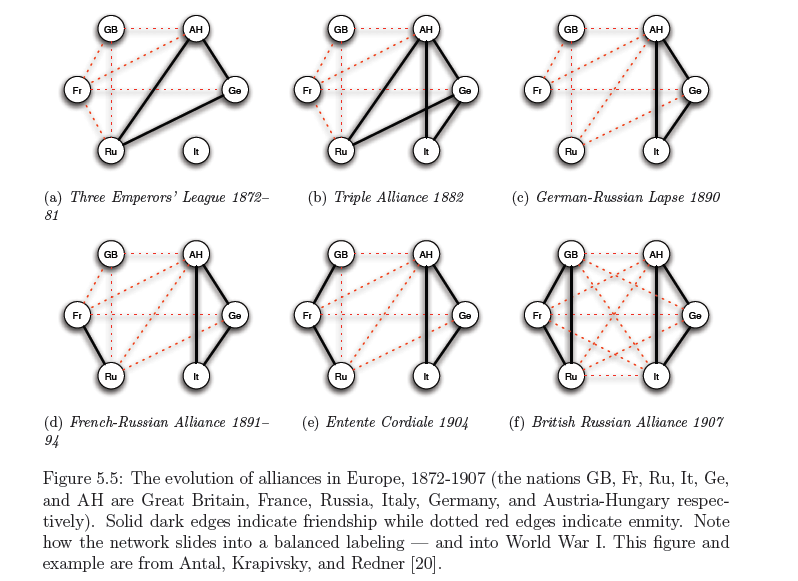 GB AH
Fr Ge
Ru It
(a) Three Emperors' League 1872–
81
GB AH
Fr Ge
Ru It
(b) Triple Alliance 1882
GB AH
Fr Ge
Ru It
(c) German-Russian Lapse 1890
GB AH
Fr Ge
Ru It
(d) French-Russian Alliance 1891–
94
GB AH
Fr Ge
Ru It
(e) Entente Cordiale 1904
GB AH
Fr Ge
Ru It
(f) British Russian Alliance 1907
Figure 5.5: The evolution of alliances in Europe, 1872-1907 (the nations GB, Fr, Ru, It, Ge,
and AH are Great Britain, France, Russia, Italy, Germany, and Austria-Hungary respec-
tively). Solid dark edges indicate friendship while dotted red edges indicate enmity. Note
how the network slides into a balanced labeling — and into World War I. This figure and
example are from Antal, Krapivsky, and Redner [20].